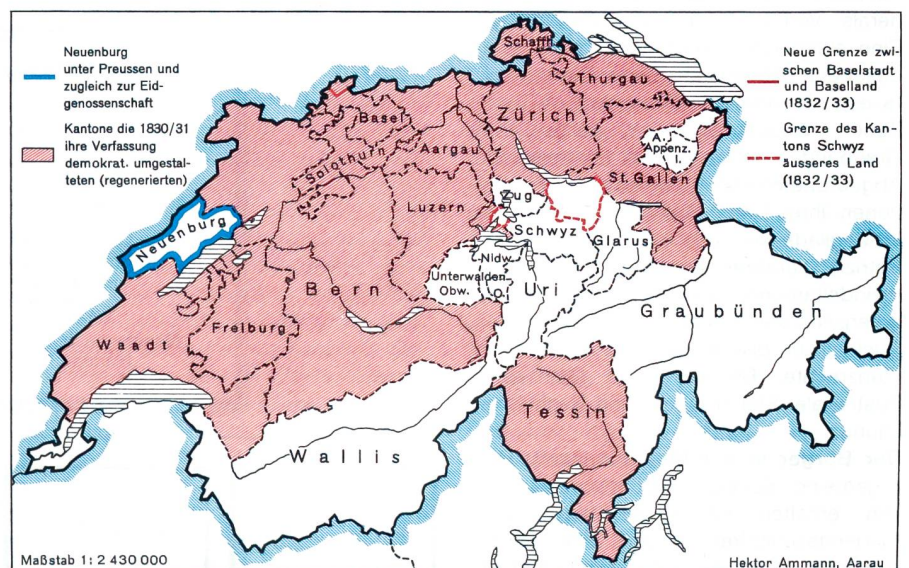 Neuenburg
unter Preussen und
zugleich zur Eid-
genossenschaft
Kantone die 1830/31
ihre Verfassung
demokrat. umgestal-
teten (regenerierten)
Neue Grenze zwi-
schen Baselstadt
und Baselland
(1832/33)
Grenze des Kan-
tons Schwyz
äusseres Land
(1832/33)
Schaffh.
Thurgau
Zürich
Basel
Aargau
Solothurn
A.
Appenz.
I.
St. Gallen
Luzern
Zug
Schwyz
Glarus
Neuenburg
Nidw.
Unterwalden
Obw.
Uri
Bern
Graubünden
Freiburg
Waadt
Tessin
Wallis
Maßstab 1: 2 430 000
Hektor Ammann, Aarau